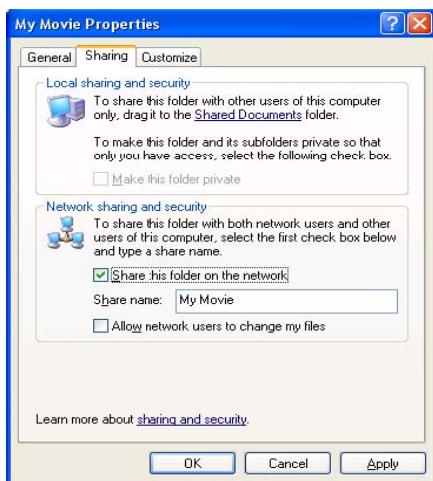 My Movie Properties
General Sharing Customize
Local sharing and security
To share this folder with other users of this computer
only, drag it to the Shared Documents folder.
To make this folder and its subfolders private so that
only you have access, select the following check box.
Make this folder private
Network sharing and security
To share this folder with both network users and other
users of this computer, select the first check box below
and type a share name.
Share this folder on the network
Share name: My Movie
Allow network users to change my files
Learn more about sharing and security.
OK Cancel Apply